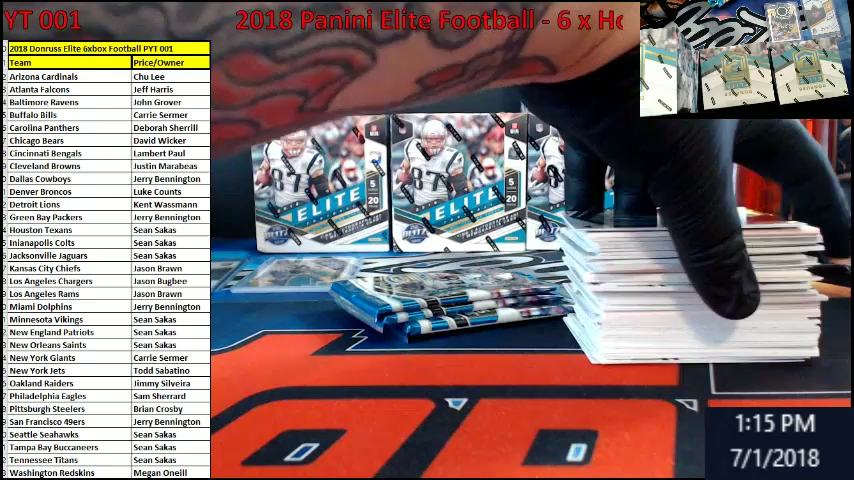 YT 001 2018 Panini Elite Football - 6 x Ho
2018 Donruss Elite 6xbox Football PYT 001
Team Price/Owner
Arizona Cardinals Chu Lee
Atlanta Falcons Jeff Harris
Baltimore Ravens John Grover
Buffalo Bills Carrie Sermer
Carolina Panthers Deborah Sherrill
Chicago Bears David Wicker
Cincinnati Bengals Lambert Paul
Cleveland Browns Justin Marabeas
Dallas Cowboys Jerry Bennington
Denver Broncos Luke Counts
Detroit Lions Kent Wassmann
Green Bay Packers Jerry Bennington
Houston Texans Sean Sakas
Inianapolis Colts Sean Sakas
Jacksonville Jaguars Sean Sakas
Kansas City Chiefs Jason Brawn
Los Angeles Chargers Jason Bugbee
Los Angeles Rams Jason Brawn
Miami Dolphins Jerry Bennington
Minnesota Vikings Sean Sakas
New England Patriots Sean Sakas
New Orleans Saints Sean Sakas
New York Giants Carrie Sermer
New York Jets Todd Sabatino
Oakland Raiders Jimmy Silveira
Philadelphia Eagles Sam Sherrard
Pittsburgh Steelers Brian Crosby
San Francisco 49ers Jerry Bennington
Seattle Seahawks Sean Sakas
Tampa Bay Buccaneers Sean Sakas
Tennessee Titans Sean Sakas
Washington Redskins Megan Oneill
87
ELITE
5
20
87
ELITE
5
20
1:15 PM
7/1/2018